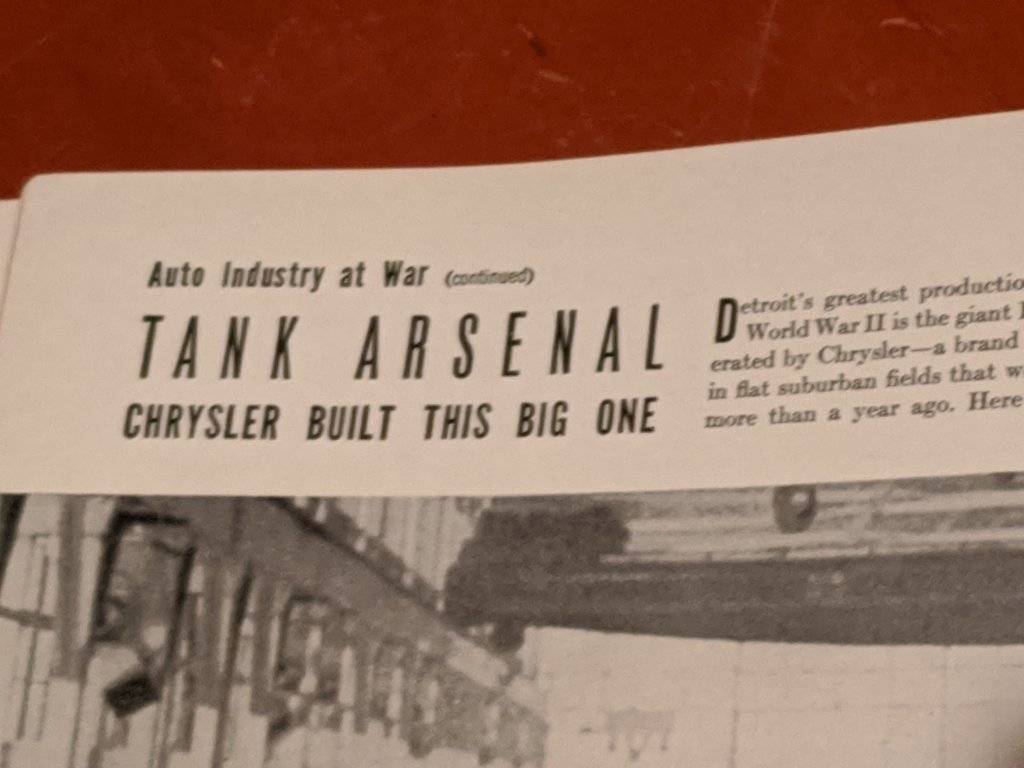 Auto Industry at War (continued)
TANK ARSENAL
CHRYSLER BUILT THIS BIG ONE
Detroit's greatest
World War II is the giant
erated by Chrysler—a brand
in flat suburban fields that
more than a year ago. Here